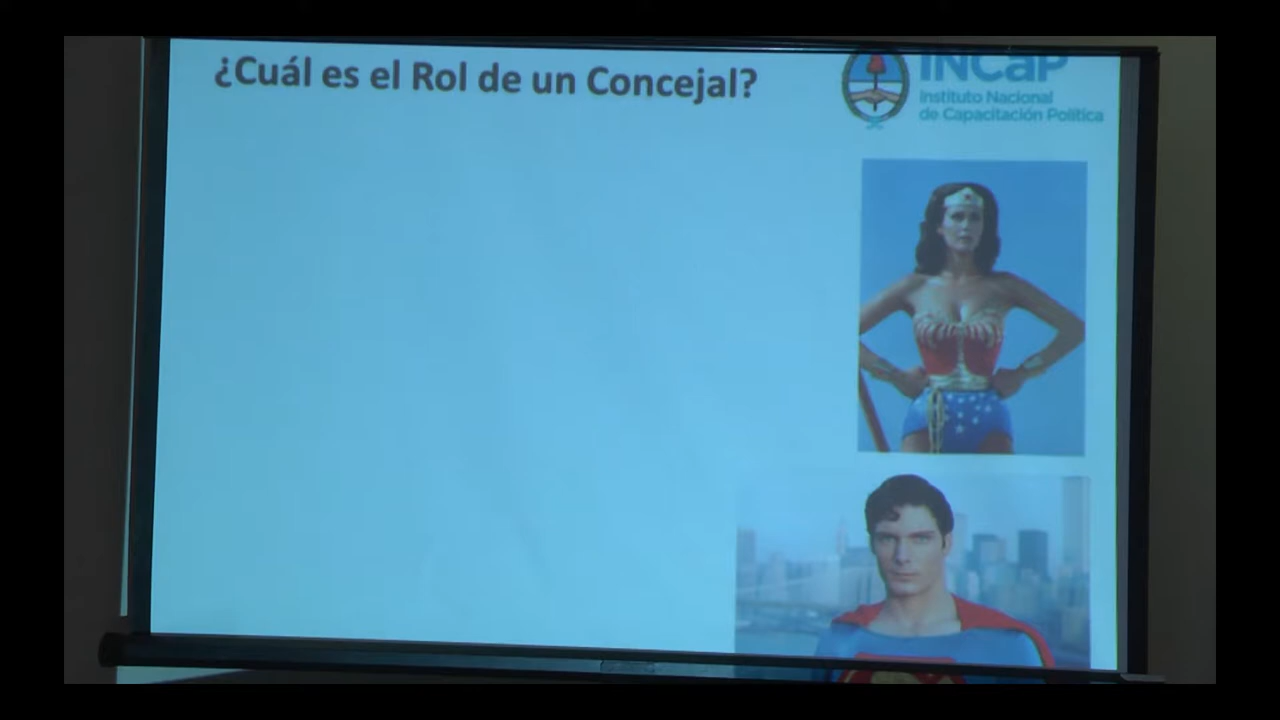 ¿Cuál es el Rol de un Concejal?
INCaP
Instituto Nacional
de Capacitación Política